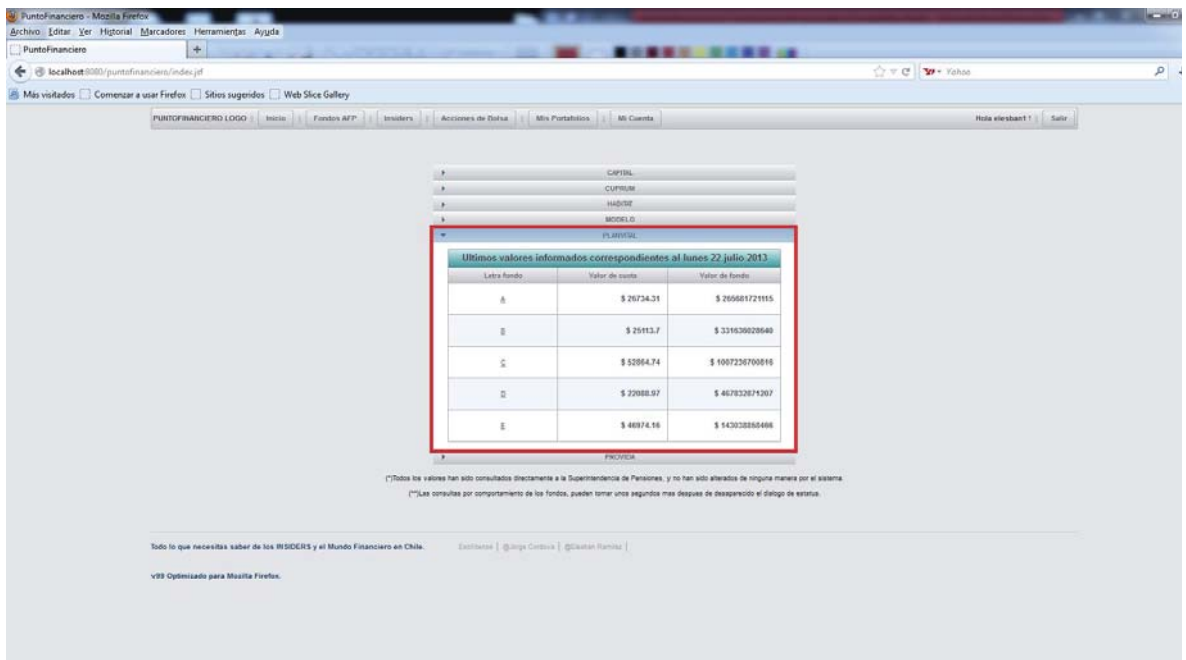 PuntoFinanciero - Mozilla Firefox
Archivo Editar Ver Historial Marcadores Herramientas Ayuda
PuntoFinanciero +
localhost:8080/puntofinanciero/index.jsf Yahoo
Más visitados Comenzar a usar Firefox Sitios sugeridos Web Slice Gallery
PUNTOFINANCIERO LOGO | Inicio | Fondos AFP | Insiders | Acciones de Bolsa | Mis Portafolios | Mi Cuenta Hola elesban1 ! | Salir
CAPITAL
CUPRUM
HABITAT
MODELO
PLANVITAL
Ultimos valores informados correspondientes al lunes 22 julio 2013
Letra fondo Valor de cuota Valor de fondo
A $ 26734.31 $ 265681721115
B $ 25113.7 $ 331636028640
C $ 52864.74 $ 1007236700816
D $ 22088.97 $ 467832871207
E $ 46974.16 $ 143038868466
PROVIDA
(*)Todos los valores han sido consultados directamente a la Superintendencia de Pensiones, y no han sido alterados de ninguna manera por el sistema
(**)Las consultas por comportamiento de los fondos, pueden tomar unos segundos mas despues de desaparecido el dialogo de estatus.
Todo lo que necesitas saber de los INSIDERS y el Mundo Financiero en Chile. Escribenos | @Jorge | |
v99 Optimizado para Mozilla Firefox.